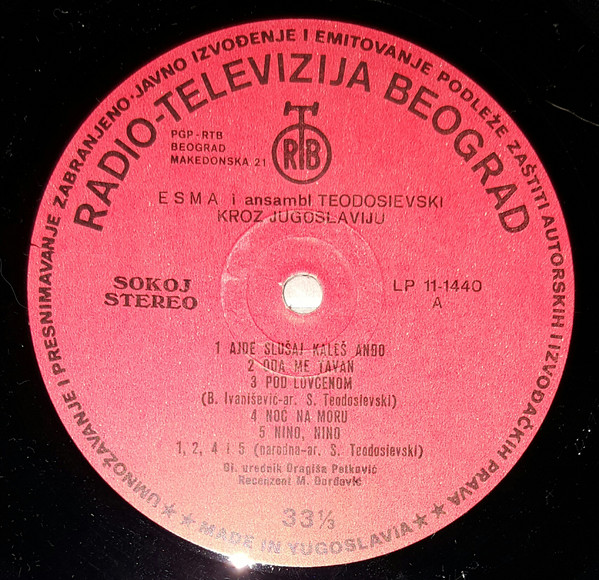 UMNOŽAVANJE I PRESNIMAVANJE ZABRANJENO · JAVNO IZVOĐENJE I EMITOVANJE PODLEŽE ZAŠTITI AUTORSKIH I IZVOĐAČKIH PRAVA
RADIO-TELEVIZIJA BEOGRAD
PGP-RTB
BEOGRAD
MAKEDONSKA 21
RTB
ESMA i ansambl TEODOSIEVSKI
KROZ JUGOSLAVIJU
SOKOJ
STEREO
LP 11-1440
A
1 AJDE SLUŠAJ KALEŠ ANĐO
2 ODA ME TAVAN
3 POD LOVĆENOM
(B. Ivanišević-ar. S. Teodosievski)
4 NOĆ NA MORU
5 NINO, NINO
1, 2, 4 i 5 (narodna-ar. S. Teodosievski)
Gl. urednik Dragiša Petković
Recenzent M. Đorđević
33⅓
★ ★ MADE IN YUGOSLAVIA ★ ★